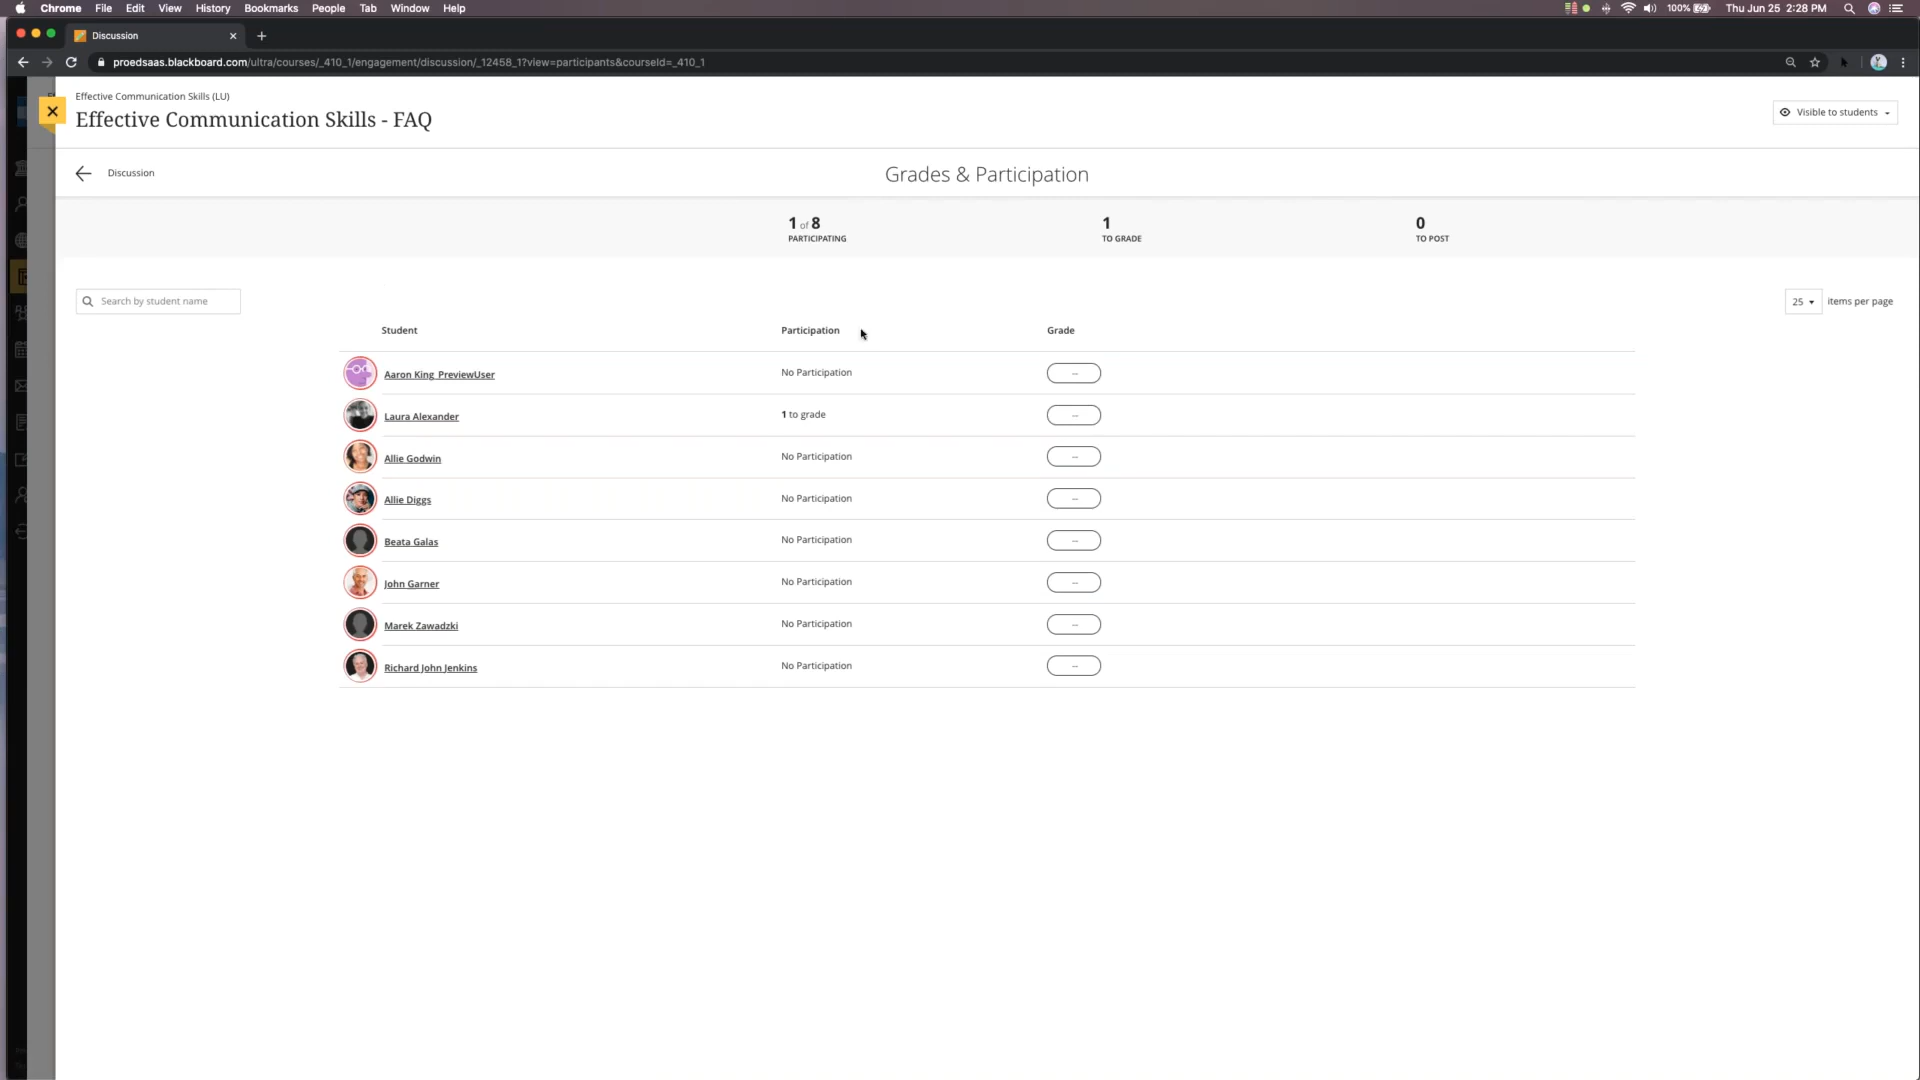 Chrome File Edit View History Bookmarks People Tab Window Help 100% Thu Jun 25 2:28 PM
Discussion
proedsaas.blackboard.com/ultra/courses/_410_1/engagement/discussion/_12458_1?view=participants&courseId=_410_1
Effective Communication Skills (LU)
Effective Communication Skills - FAQ
Visible to students
Discussion
Grades & Participation
1 of 8
PARTICIPATING
1
TO GRADE
0
TO POST
Search by student name
25 items per page
Student Participation Grade
Aaron King_PreviewUser No Participation --
Laura Alexander 1 to grade --
Allie Godwin No Participation --
Allie Diggs No Participation --
Beata Galas No Participation --
John Garner No Participation --
Marek Zawadzki No Participation --
Richard John Jenkins No Participation --